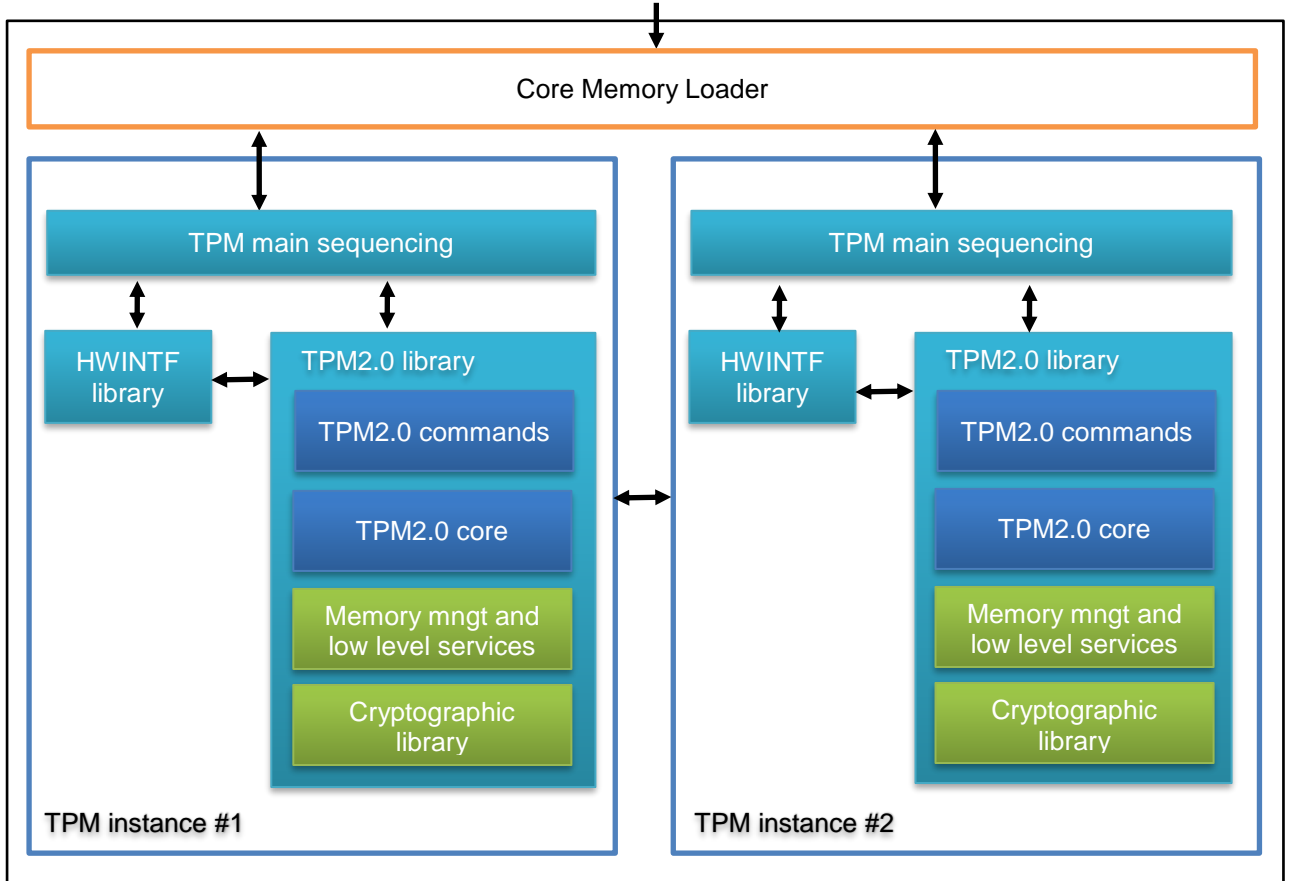 Core Memory Loader
TPM main sequencing
HWINTF
library
TPM2.0 library
TPM2.0 commands
TPM2.0 core
Memory mngt and
low level services
Cryptographic
library
TPM instance #1
TPM main sequencing
HWINTF
library
TPM2.0 library
TPM2.0 commands
TPM2.0 core
Memory mngt and
low level services
Cryptographic
library
TPM instance #2